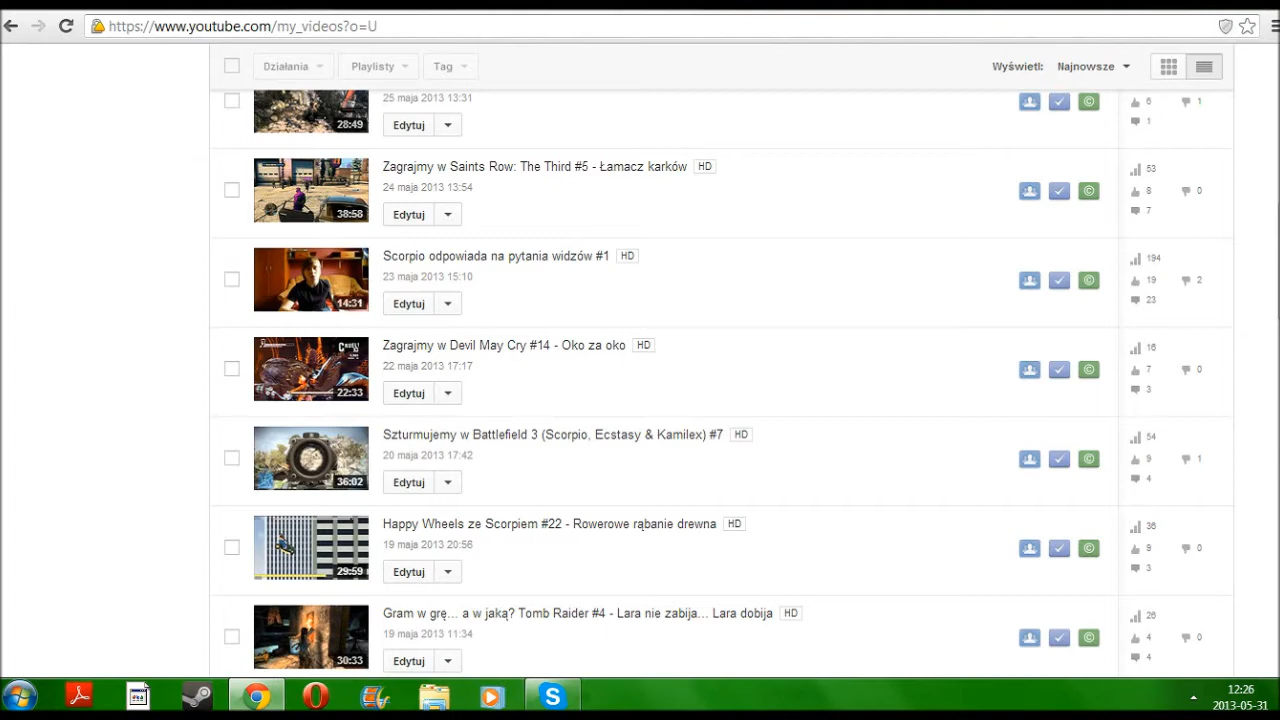 https://www.youtube.com/my_videos?o=U
Działania Playlisty Tag Wyświetl: Najnowsze
25 maja 2013 13:31
28:49
Edytuj
6 1
1
Zagrajmy w Saints Row: The Third #5 - Łamacz karków HD
24 maja 2013 13:54
38:58
Edytuj
53
8 0
7
Scorpio odpowiada na pytania widzów #1 HD
23 maja 2013 15:10
14:31
Edytuj
194
19 2
23
Zagrajmy w Devil May Cry #14 - Oko za oko HD
22 maja 2013 17:17
22:33
Edytuj
16
7 0
3
Szturmujemy w Battlefield 3 (Scorpio, Ecstasy & Kamilex) #7 HD
20 maja 2013 17:42
36:02
Edytuj
54
9 1
4
Happy Wheels ze Scorpiem #22 - Rowerowe rąbanie drewna HD
19 maja 2013 20:56
29:59
Edytuj
36
9 0
3
Gram w grę... a w jaką? Tomb Raider #4 - Lara nie zabija... Lara dobija HD
19 maja 2013 11:34
30:33
Edytuj
26
4 0
4
12:26
2013-05-31